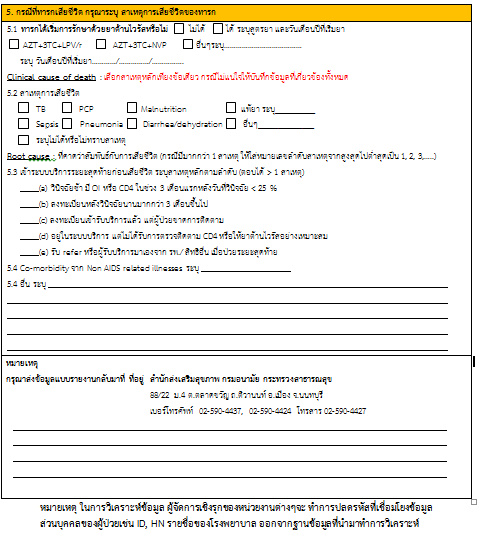 5. กรณีที่ทารกเสียชีวิต กรุณาระบุ สาเหตุการเสียชีวิตของทารก
5.1 ทารกได้เริ่มการรักษาด้วยยาต้านไวรัสหรือไม่ ไม่ได้ ได้ ระบุสูตรยา และวันเดือนปีที่เริ่มยา
AZT+3TC+LPV/r AZT+3TC+NVP อื่นๆระบุ
ระบุ วันเดือนปีที่เริ่มยา............/............../..............
Clinical cause of death : เลือกสาเหตุหลักเพียงข้อเดียว กรณีไม่แน่ใจให้บันทึกข้อมูลที่เกี่ยวข้องทั้งหมด
5.2 สาเหตุการเสียชีวิต
TB PCP Malnutrition แพ้ยา ระบุ
Sepsis Pneumonia Diarrhea/dehydration อื่นๆ
ระบุไม่ได้หรือไม่ทราบสาเหตุ
Root cause : ที่คาดว่าสัมพันธ์กับการเสียชีวิต (กรณีมีมากกว่า 1 สาเหตุ ให้ใส่หมายเลขลำดับสาเหตุจากสูงสุดไปต่ำสุดเป็น 1, 2, 3,.....)
5.3 เข้าระบบบริการระยะสุดท้ายก่อนเสียชีวิต ระบุสาเหตุหลักตามลำดับ (ตอบได้ > 1 สาเหตุ)
(a) วินิจฉัยช้า มี OI หรือ CD4 ในช่วง 3 เดือนแรกหลังวันที่วินิจฉัย < 25 %
(b) ลงทะเบียนหลังวินิจฉัยนานมากกว่า 3 เดือนขึ้นไป
(c) ลงทะเบียนเข้ารับบริการแล้ว แต่ผู้ป่วยขาดการติดตาม
(d) อยู่ในระบบบริการ แต่ไม่ได้รับการตรวจติดตาม CD4 หรือให้ยาต้านไวรัสอย่างเหมาะสม
(e) รับ refer หรือผู้รับบริการมาเองจาก รพ./ สิทธิอื่น เมื่อป่วยระยะสุดท้าย
5.4 Co-morbidity จาก Non AIDS related illnesses ระบุ
5.4 อื่น ระบุ
หมายเหตุ
กรุณาส่งข้อมูลแบบรายงานกลับมาที่ ที่อยู่ สำนักส่งเสริมสุขภาพ กรมอนามัย กระทรวงสาธารณสุข
88/22 ม.4 ต.ตลาดขวัญ ถ.ติวานนท์ อ.เมือง จ.นนทบุรี
เบอร์โทรศัพท์ 02-590-4437, 02-590-4424 โทรสาร 02-590-4427
หมายเหตุ ในการวิเคราะห์ข้อมูล ผู้จัดการเชิงรุกของหน่วยงานต่างๆจะ ทำการปลดรหัสที่เชื่อมโยงข้อมูล
ส่วนบุคคลของผู้ป่วยเช่น ID, HN รายชื่อของโรงพยาบาล ออกจากฐานข้อมูลที่นำมาทำการวิเคราะห์